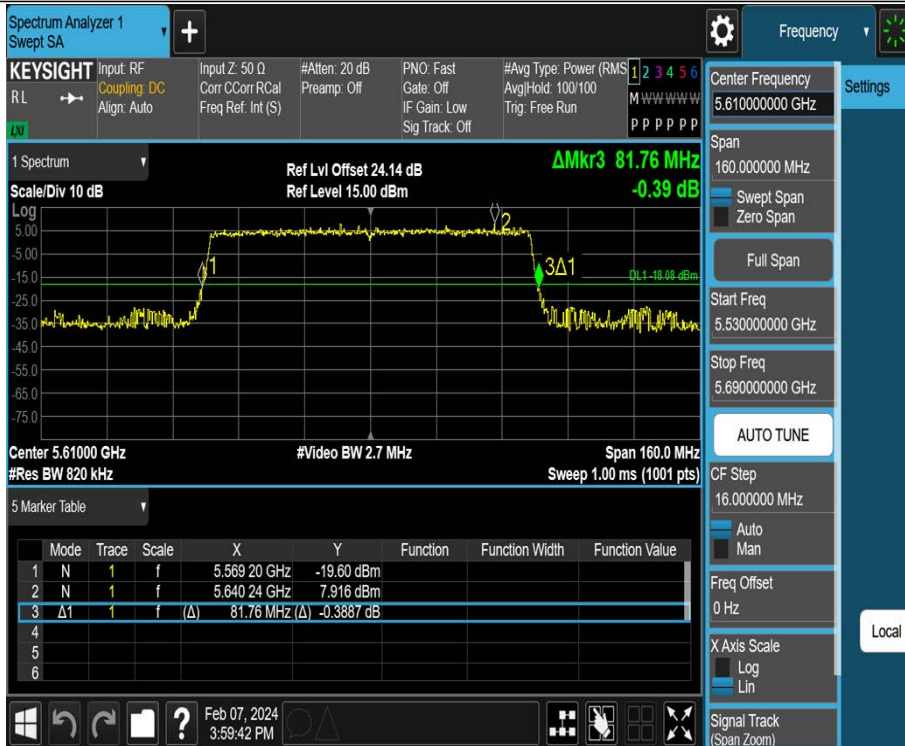 Spectrum Analyzer 1
Swept SA
+
Frequency
KEYSIGHT
RL
LXI
Input: RF
Coupling: DC
Align: Auto
Input Z: 50 Ω
Corr CCorr RCal
Freq Ref: Int (S)
#Atten: 20 dB
Preamp: Off
PNO: Fast
Gate: Off
IF Gain: Low
Sig Track: Off
#Avg Type: Power (RMS
Avg|Hold: 100/100
Trig: Free Run
1 2 3 4 5 6
M W W W W W
P P P P P P
1 Spectrum
Scale/Div 10 dB
Log
Ref Lvl Offset 24.14 dB
Ref Level 15.00 dBm
ΔMkr3 81.76 MHz
-0.39 dB
5.00
-5.00
-15.0
-25.0
-35.0
-45.0
-55.0
-65.0
-75.0
1
2
3Δ1
DL1 -18.08 dBm
Center 5.61000 GHz
#Video BW 2.7 MHz
Span 160.0 MHz
#Res BW 820 kHz
Sweep 1.00 ms (1001 pts)
5 Marker Table
Mode Trace Scale X Y Function Function Width Function Value
1 N 1 f 5.569 20 GHz -19.60 dBm
2 N 1 f 5.640 24 GHz 7.916 dBm
3 Δ1 1 f (Δ) 81.76 MHz (Δ) -0.3887 dB
4
5
6
?
Feb 07, 2024
3:59:42 PM
Center Frequency
5.610000000 GHz
Span
160.000000 MHz
Swept Span
Zero Span
Full Span
Start Freq
5.530000000 GHz
Stop Freq
5.690000000 GHz
AUTO TUNE
CF Step
16.000000 MHz
Auto
Man
Freq Offset
0 Hz
X Axis Scale
Log
Lin
Signal Track
(Span Zoom)
Settings
Local